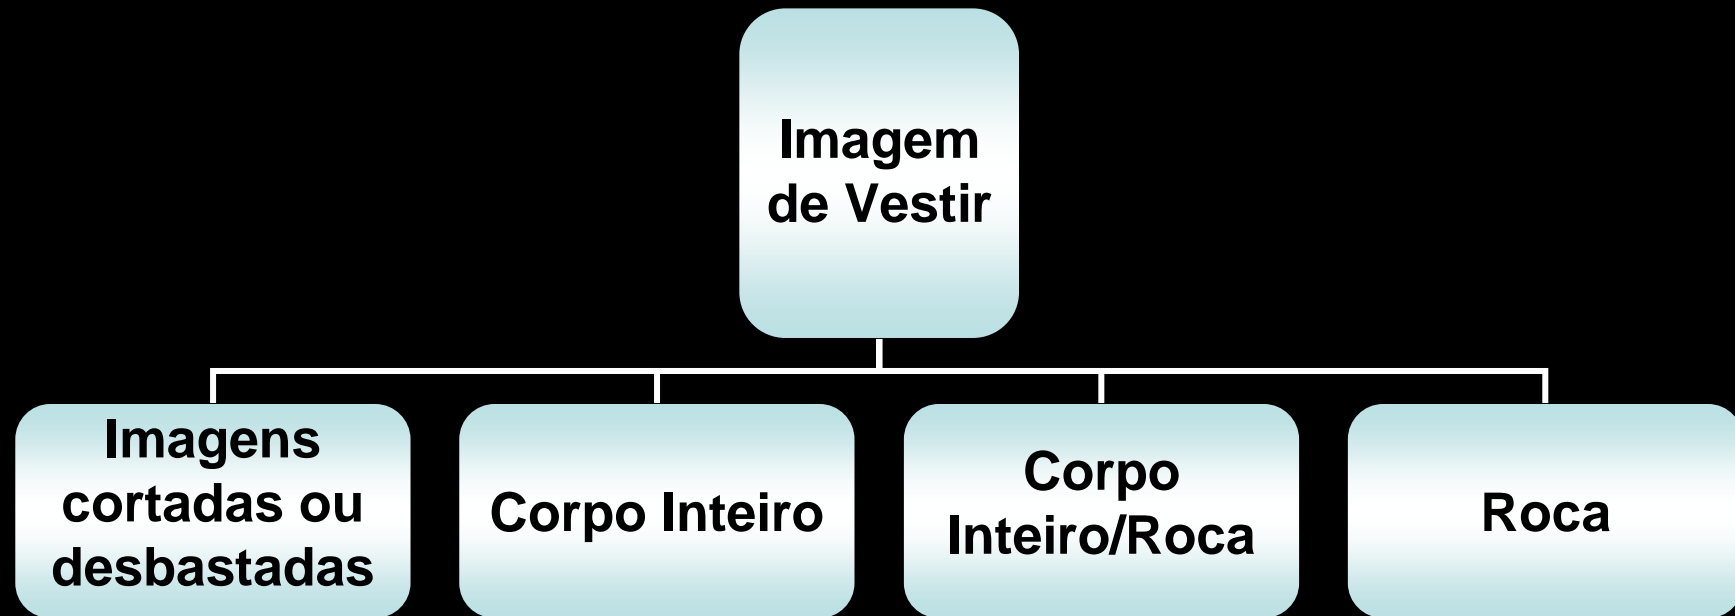 Imagem
de Vestir
Imagens
cortadas ou
desbastadas
Corpo Inteiro
Corpo
Inteiro/Roca
Roca